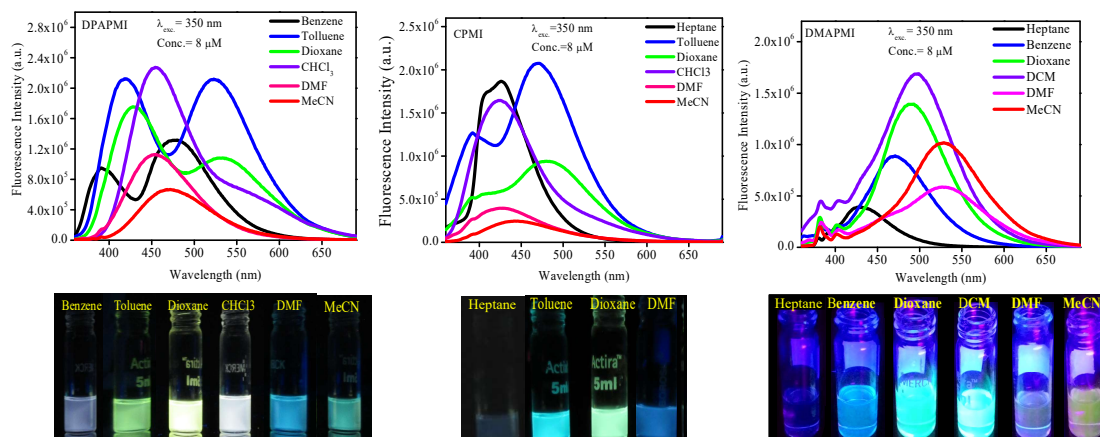 DPAPMI
λexc. = 350 nm
Conc.= 8 μM
Benzene
Tolluene
Dioxane
CHCl3
DMF
MeCN
2.8x10^6
2.4x10^6
2.0x10^6
1.6x10^6
1.2x10^6
8.0x10^5
4.0x10^5
0.0
Fluorescence Intensity (a.u.)
400 450 500 550 600 650
Wavelength (nm)
CPMI
λexc. = 350 nm
Conc.=8 μM
Heptane
Tolluene
Dioxane
CHCl3
DMF
MeCN
2.5x10^6
2.0x10^6
1.5x10^6
1.0x10^6
5.0x10^5
0.0
Fluorescence Intensity (a.u.)
400 450 500 550 600 650
Wavelength (nm)
DMAPMI
λexc. = 350 nm
Conc.=8 μM
Heptane
Benzene
Dioxane
DCM
DMF
MeCN
2.0x10^6
1.5x10^6
1.0x10^6
5.0x10^5
0.0
Fluorescence Intensity (a.u.)
400 450 500 550 600 650
Wavelength (nm)
Benzene Toluene Dioxane CHCl3 DMF MeCN
Actira
5ml
Heptane Toluene Dioxane DMF
Actira™
5ml
Heptane Benzene Dioxane DCM DMF MeCN